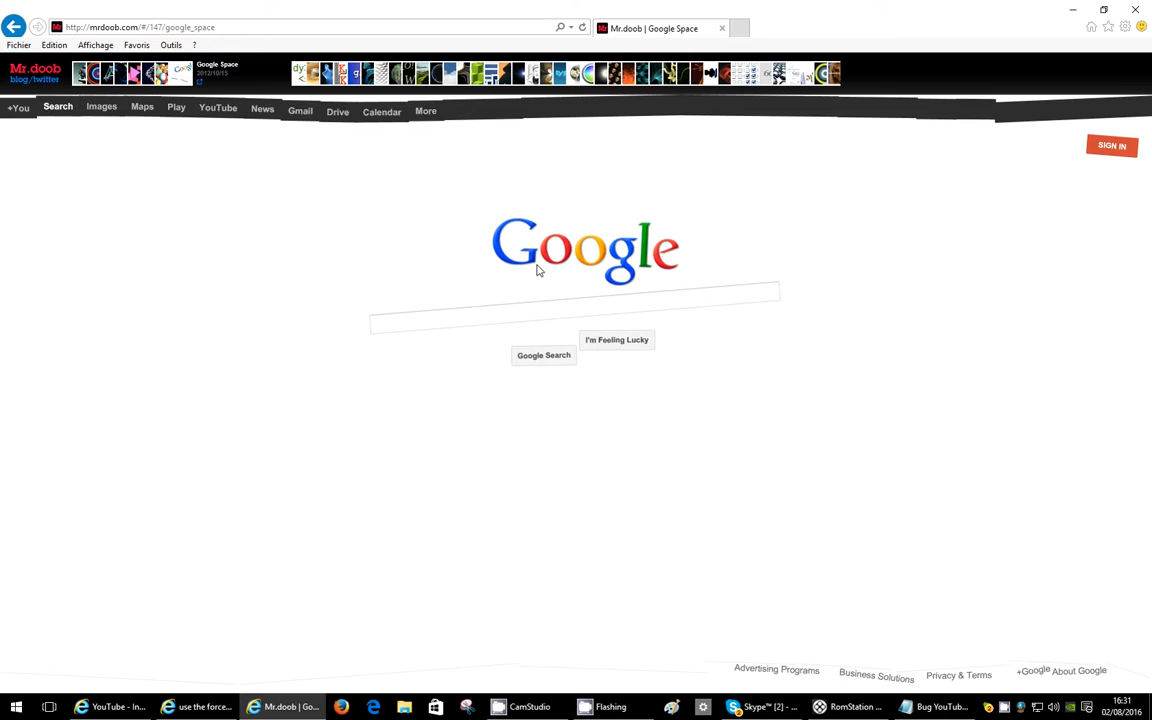 http://mrdoob.com/#/147/google_space
Mr.doob | Google Space
Fichier Edition Affichage Favoris Outils ?
Mr.doob
blog/twitter
Google Space
2012/10/15
+You Search Images Maps Play YouTube News Gmail Drive Calendar More
SIGN IN
Google
I'm Feeling Lucky
Google Search
Advertising Programs Business Solutions Privacy & Terms +Google About Google
YouTube - In... use the force... Mr.doob | Go... CamStudio Flashing Skype™ [2] - ... RomStation ... Bug YouTub...
16:31
02/08/2016